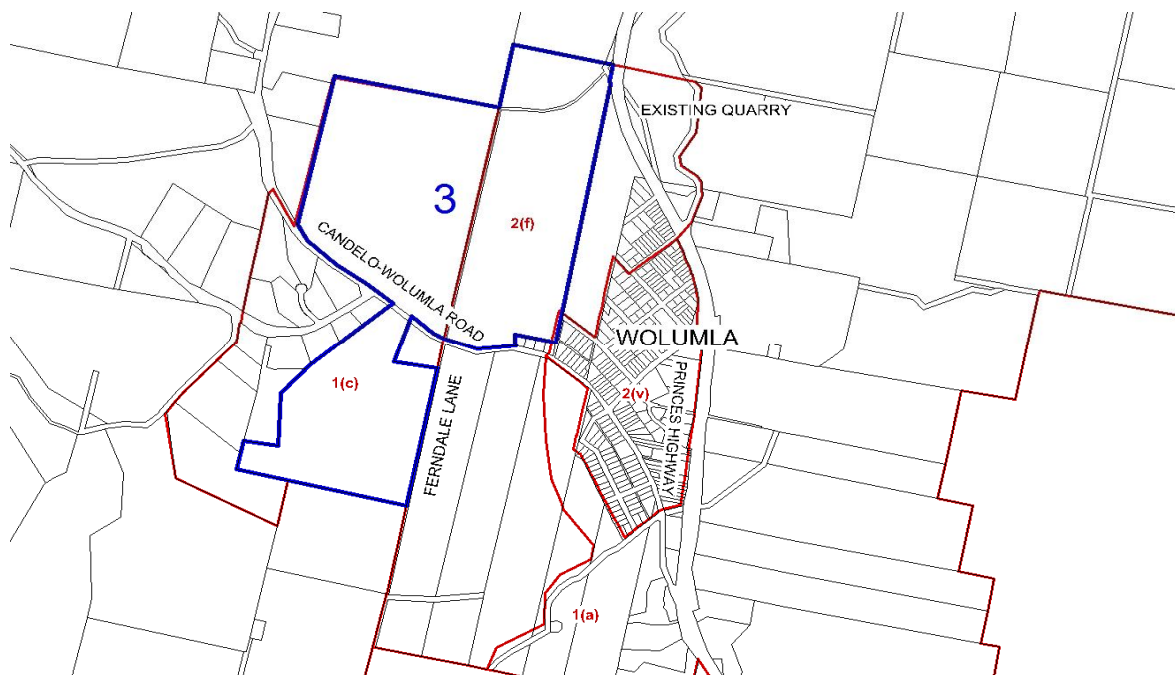 EXISTING QUARRY
3
2(f)
CANDELO-WOLUMLA ROAD
WOLUMLA
1(c)
2(v)
PRINCES HIGHWAY
FERNDALE LANE
1(a)